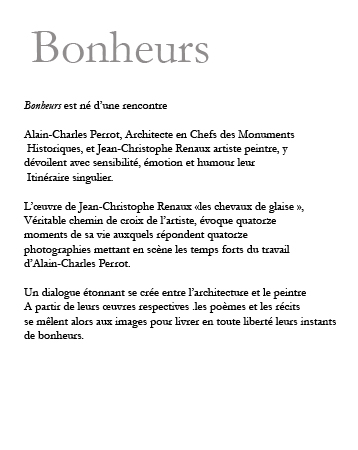 Bonheurs
Bonheurs est né d'une rencontre
Alain-Charles Perrot, Architecte en Chefs des Monuments
Historiques, et Jean-Christophe Renaux artiste peintre, y
dévoilent avec sensibilité, émotion et humour leur
Itinéraire singulier.
L'œuvre de Jean-Christophe Renaux «les chevaux de glaise »,
Véritable chemin de croix de l'artiste, évoque quatorze
moments de sa vie auxquels répondent quatorze
photographies mettant en scène les temps forts du travail
d'Alain-Charles Perrot.
Un dialogue étonnant se crée entre l'architecture et le peintre
A partir de leurs œuvres respectives .les poèmes et les récits
se mêlent alors aux images pour livrer en toute liberté leurs instants
de bonheurs.